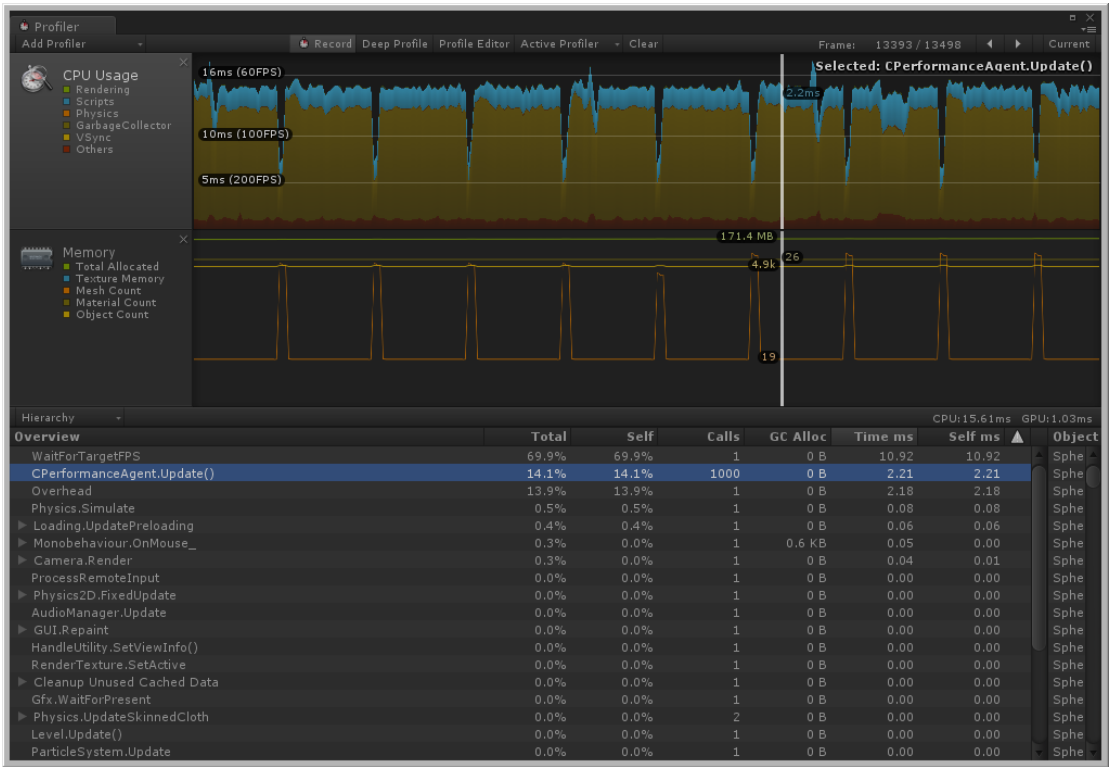 Profiler
Add Profiler Record Deep Profile Profile Editor Active Profiler Clear Frame: 13393 / 13498 Current
CPU Usage
Rendering
Scripts
Physics
GarbageCollector
VSync
Others
16ms (60FPS)
10ms (100FPS)
5ms (200FPS)
Selected: CPerformanceAgent.Update()
2.2ms
Memory
Total Allocated
Texture Memory
Mesh Count
Material Count
Object Count
171.4 MB
4.9k
26
19
Hierarchy CPU:15.61ms GPU:1.03ms
Overview Total Self Calls GC Alloc Time ms Self ms Object
WaitForTargetFPS 69.9% 69.9% 1 0 B 10.92 10.92 Sphe
CPerformanceAgent.Update() 14.1% 14.1% 1000 0 B 2.21 2.21 Sphe
Overhead 13.9% 13.9% 1 0 B 2.18 2.18 Sphe
Physics.Simulate 0.5% 0.5% 1 0 B 0.08 0.08 Sphe
Loading.UpdatePreloading 0.4% 0.4% 1 0 B 0.06 0.06 Sphe
Monobehaviour.OnMouse_ 0.3% 0.0% 1 0.6 KB 0.05 0.00 Sphe
Camera.Render 0.3% 0.0% 1 0 B 0.04 0.01 Sphe
ProcessRemoteInput 0.0% 0.0% 1 0 B 0.00 0.00 Sphe
Physics2D.FixedUpdate 0.0% 0.0% 1 0 B 0.00 0.00 Sphe
AudioManager.Update 0.0% 0.0% 1 0 B 0.00 0.00 Sphe
GUI.Repaint 0.0% 0.0% 1 0 B 0.00 0.00 Sphe
HandleUtility.SetViewInfo() 0.0% 0.0% 1 0 B 0.00 0.00 Sphe
RenderTexture.SetActive 0.0% 0.0% 1 0 B 0.00 0.00 Sphe
Cleanup Unused Cached Data 0.0% 0.0% 1 0 B 0.00 0.00 Sphe
Gfx.WaitForPresent 0.0% 0.0% 1 0 B 0.00 0.00 Sphe
Physics.UpdateSkinnedCloth 0.0% 0.0% 2 0 B 0.00 0.00 Sphe
Level.Update() 0.0% 0.0% 1 0 B 0.00 0.00 Sphe
ParticleSystem.Update 0.0% 0.0% 1 0 B 0.00 0.00 Sphe